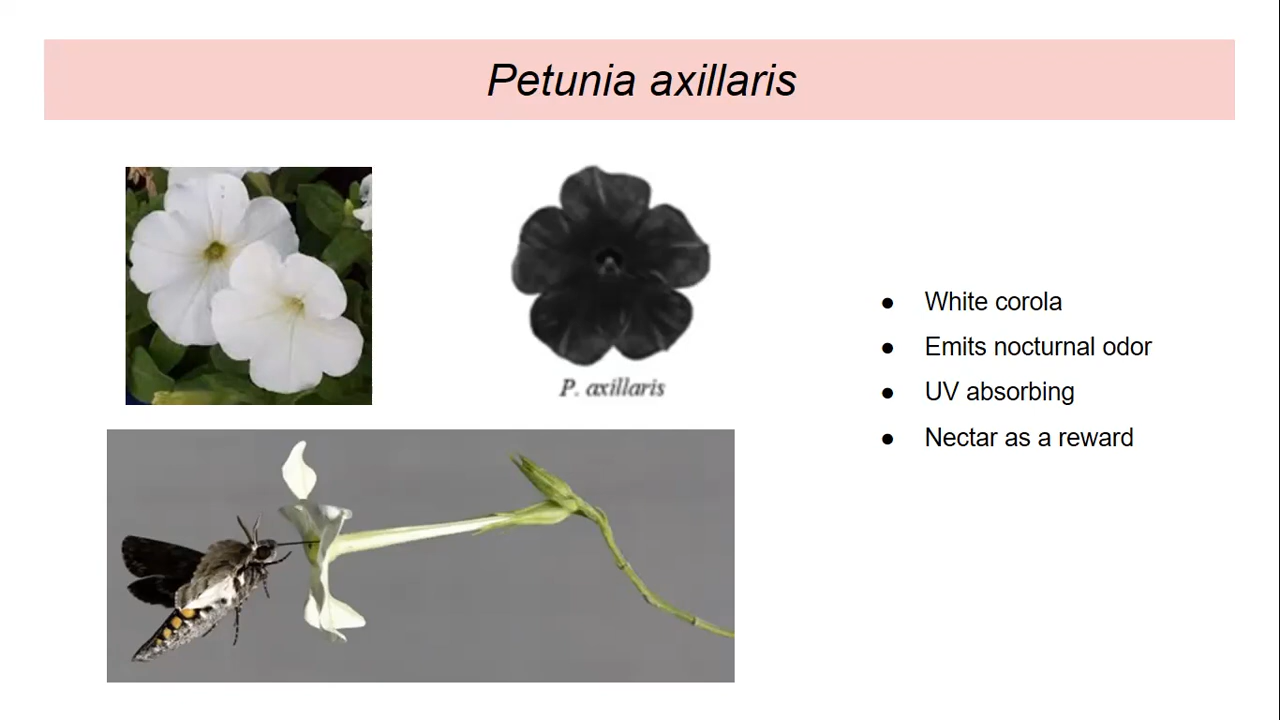 Petunia axillaris
P. axillaris
● White corola
● Emits nocturnal odor
● UV absorbing
● Nectar as a reward